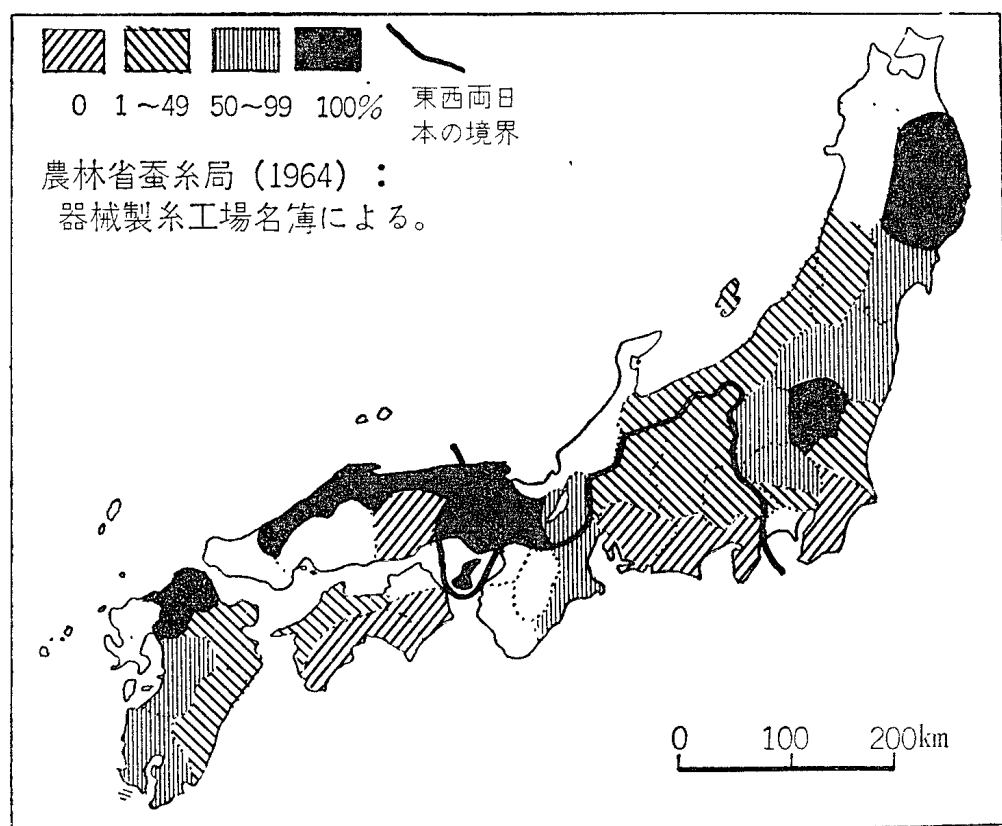 0 1～49 50～99 100%
東西両日
本の境界
農林省蚕糸局 (1964) ：
器械製糸工場名簿による。
0 100 200km